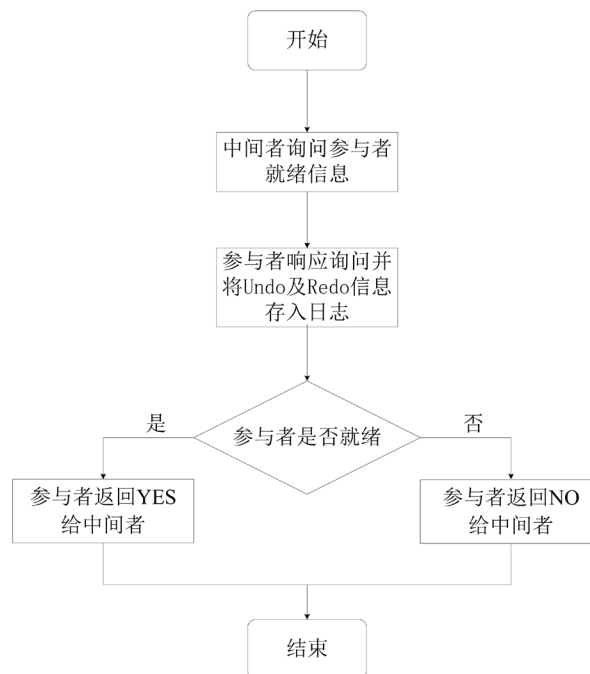 开始
中间者询问参与者
就绪信息
参与者响应询问并
将Undo及Redo信息
存入日志
参与者是否就绪
是
否
参与者返回YES
给中间者
参与者返回NO
给中间者
结束